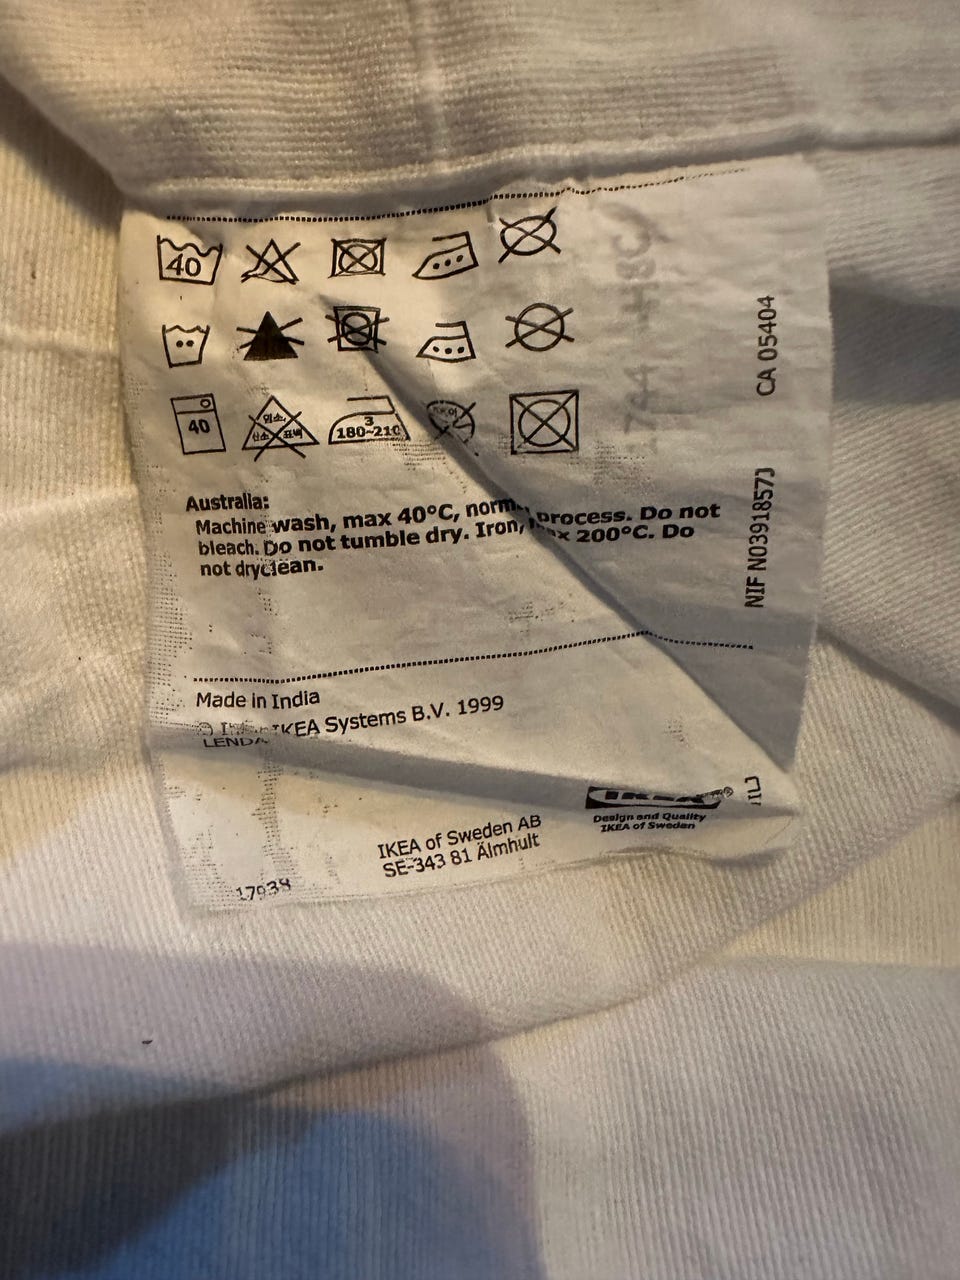 40
40
3
180~210
Australia:
Machine wash, max 40°C, process. Do not
bleach. Do not tumble dry. Iron, 200°C. Do
not dryclean.
Made in India
IKEA Systems B.V. 1999
IKEA®
Design and Quality
IKEA of Sweden
IKEA of Sweden AB
SE-343 81 Älmhult
CA 05404
NIF N0391857J